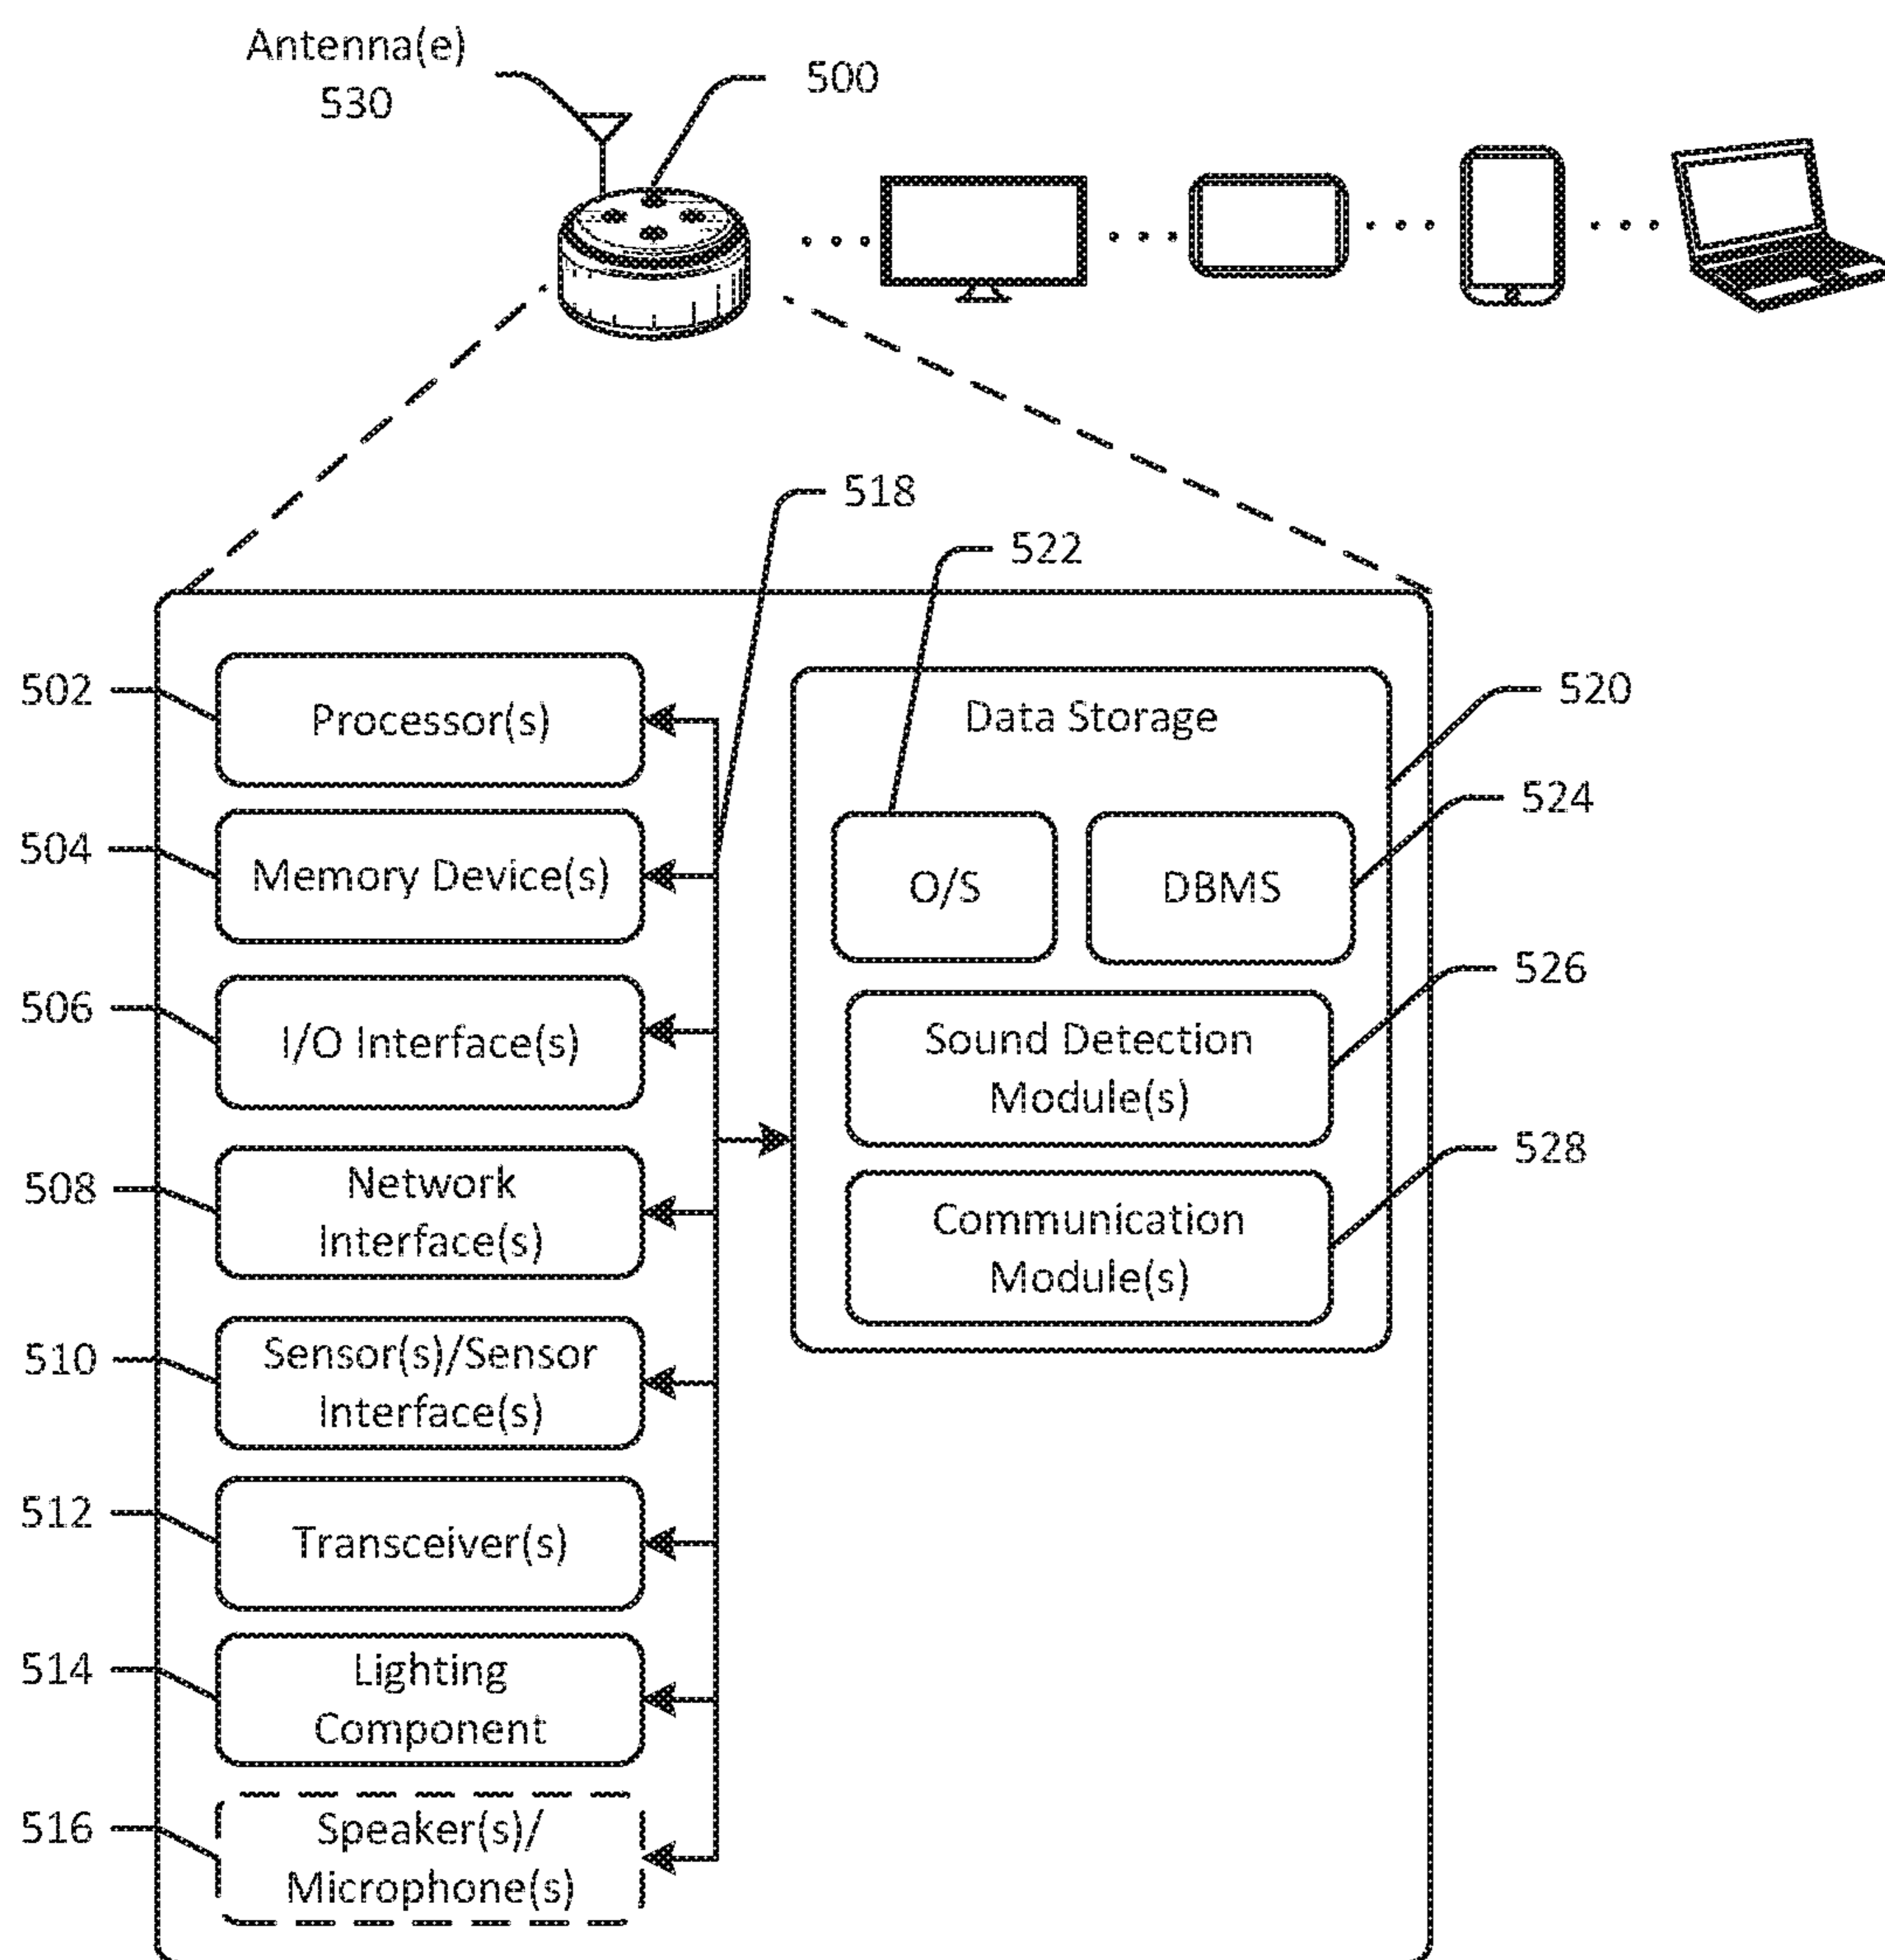 Antenna(e)
530
500
518
522
502
Processor(s)
504
Memory Device(s)
506
I/O Interface(s)
508
Network
Interface(s)
510
Sensor(s)/Sensor
Interface(s)
512
Transceiver(s)
514
Lighting
Component
516
Speaker(s)/
Microphone(s)
Data Storage
520
O/S
DBMS
524
Sound Detection
Module(s)
526
Communication
Module(s)
528